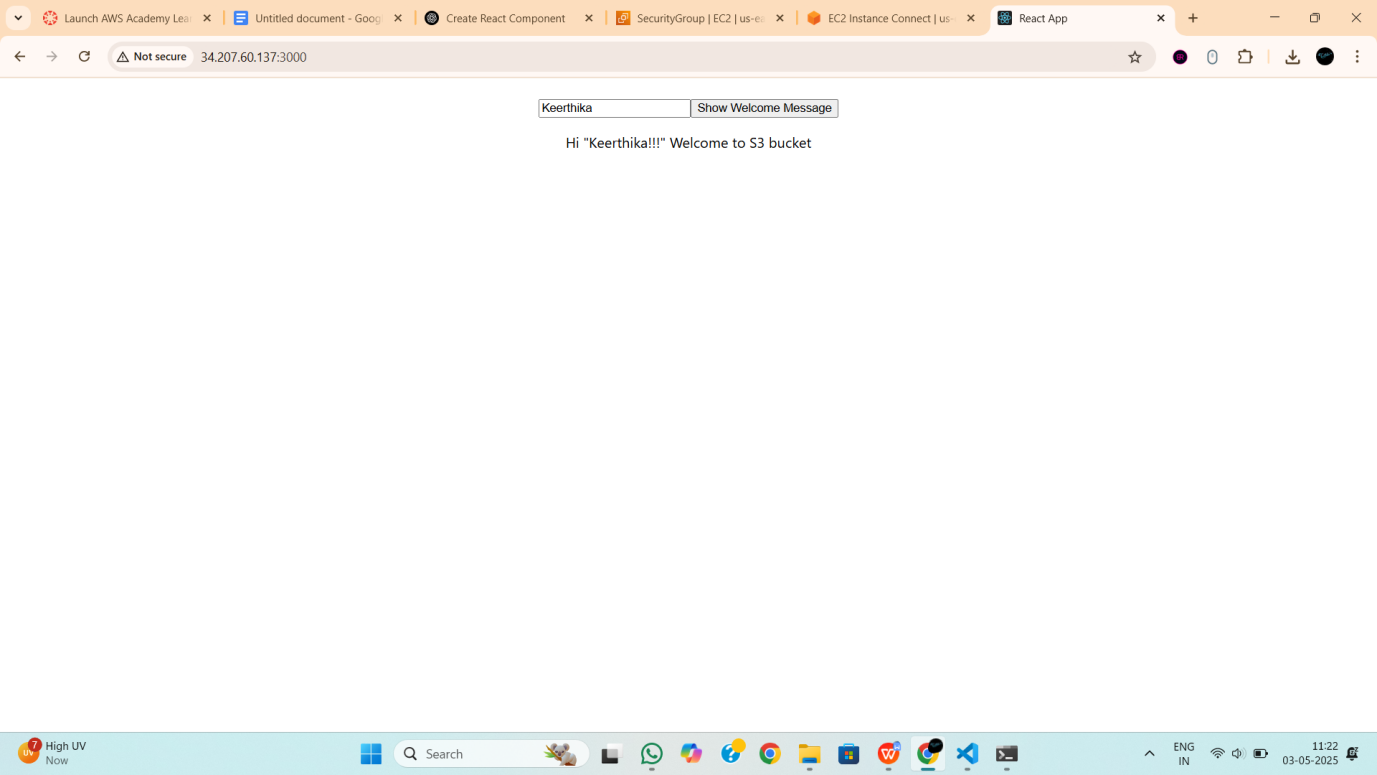 Launch AWS Academy Lea
Untitled document - Googl
Create React Component
SecurityGroup | EC2 | us-ea
EC2 Instance Connect | us-
React App
Not secure
34.207.60.137:3000
Keerthika
Show Welcome Message
Hi "Keerthika!!!" Welcome to S3 bucket
7
UV
High UV
Now
Search
ENG
IN
11:22
03-05-2025